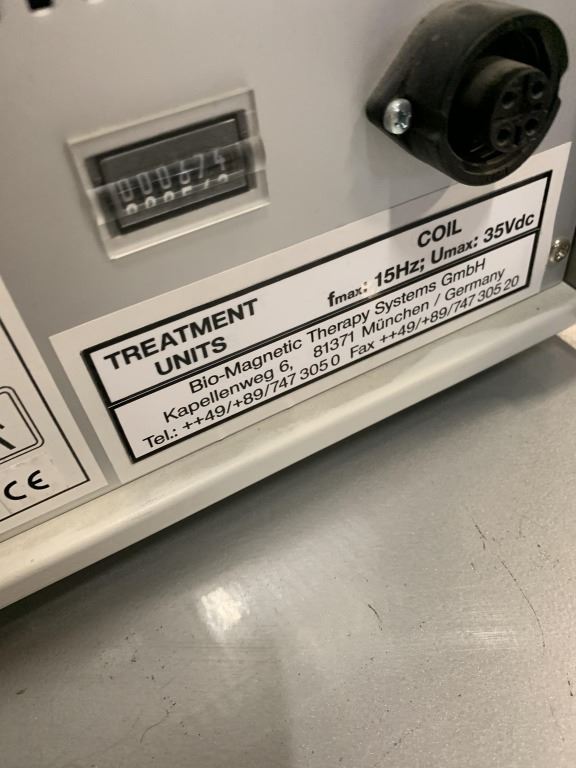 000674
COIL
TREATMENT UNITS
fmax: 15Hz; Umax: 35Vdc
Bio-Magnetic Therapy Systems GmbH
Kapellenweg 6, 81371 München / Germany
Tel.: ++49/+89/747 305 0 Fax ++49/+89/747 305 20
CE